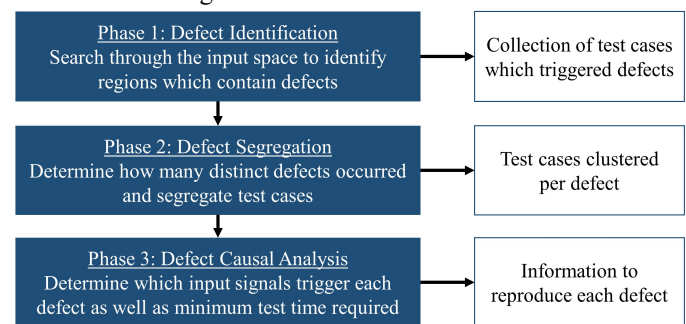 Phase 1: Defect Identification
Search through the input space to identify
regions which contain defects
Collection of test cases
which triggered defects
Phase 2: Defect Segregation
Determine how many distinct defects occurred
and segregate test cases
Test cases clustered
per defect
Phase 3: Defect Causal Analysis
Determine which input signals trigger each
defect as well as minimum test time required
Information to
reproduce each defect